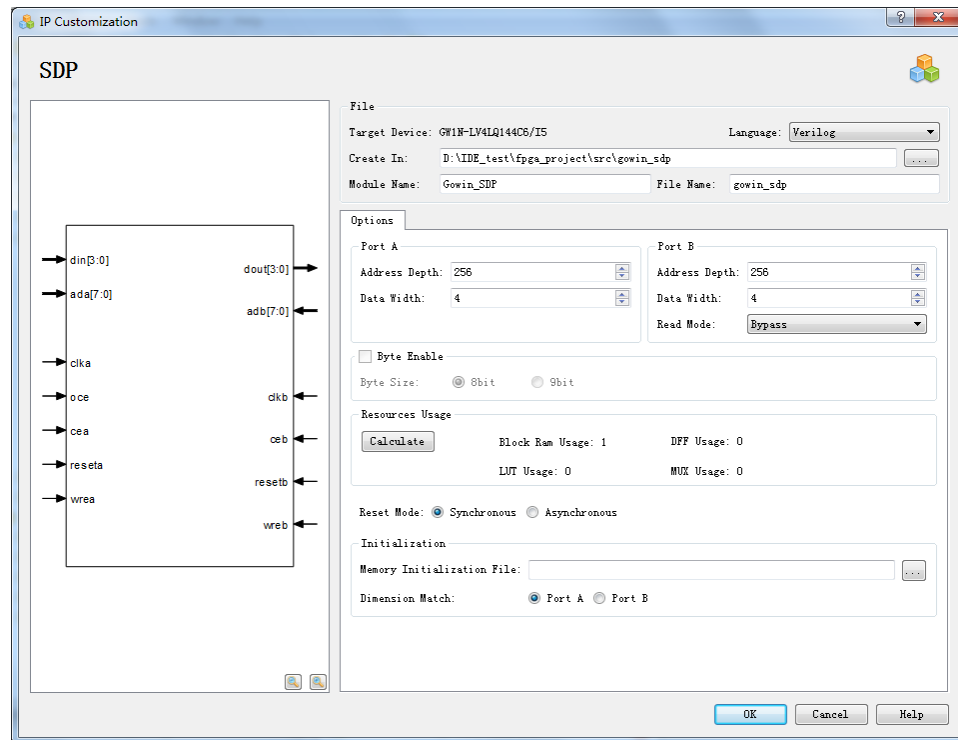 IP Customization
SDP
File
Target Device: GW1N-LV4LQ144C6/I5 Language: Verilog
Create In: D:\IDE_test\fpga_project\src\gowin_sdp ...
Module Name: Gowin_SDP File Name: gowin_sdp
Options
Port A
Address Depth: 256
Data Width: 4
Port B
Address Depth: 256
Data Width: 4
Read Mode: Bypass
Byte Enable
Byte Size: 8bit 9bit
Resources Usage
Calculate Block Ram Usage: 1 DFF Usage: 0
LUT Usage: 0 MUX Usage: 0
Reset Mode: Synchronous Asynchronous
Initialization
Memory Initialization File: ...
Dimension Match: Port A Port B
din[3:0]
ada[7:0]
clka
oce
cea
reseta
wrea
dout[3:0]
adb[7:0]
clkb
ceb
resetb
wreb
OK Cancel Help